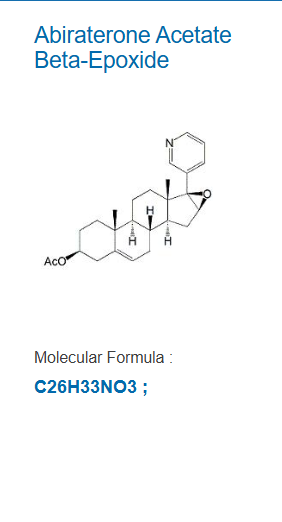 Abiraterone Acetate
Beta-Epoxide
N
O
H
H
H
AcO
Molecular Formula :
C26H33NO3 ;